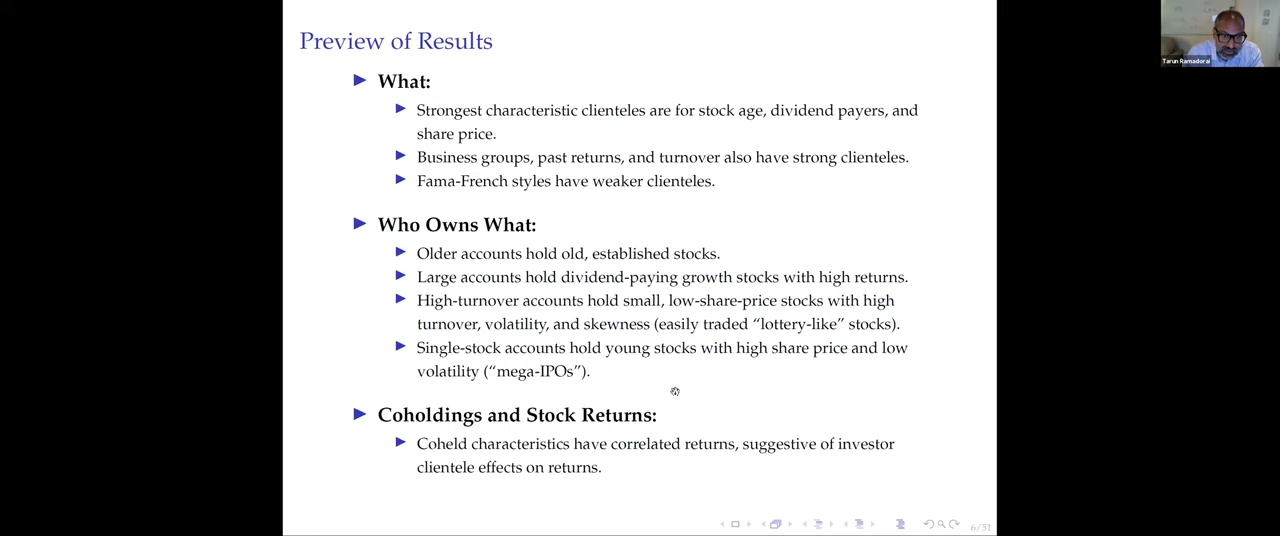 Preview of Results
Tarun Ramadorai
What:
Strongest characteristic clienteles are for stock age, dividend payers, and
share price.
Business groups, past returns, and turnover also have strong clienteles.
Fama-French styles have weaker clienteles.
Who Owns What:
Older accounts hold old, established stocks.
Large accounts hold dividend-paying growth stocks with high returns.
High-turnover accounts hold small, low-share-price stocks with high
turnover, volatility, and skewness (easily traded “lottery-like” stocks).
Single-stock accounts hold young stocks with high share price and low
volatility (“mega-IPOs”).
Coholdings and Stock Returns:
Coheld characteristics have correlated returns, suggestive of investor
clientele effects on returns.
6/51